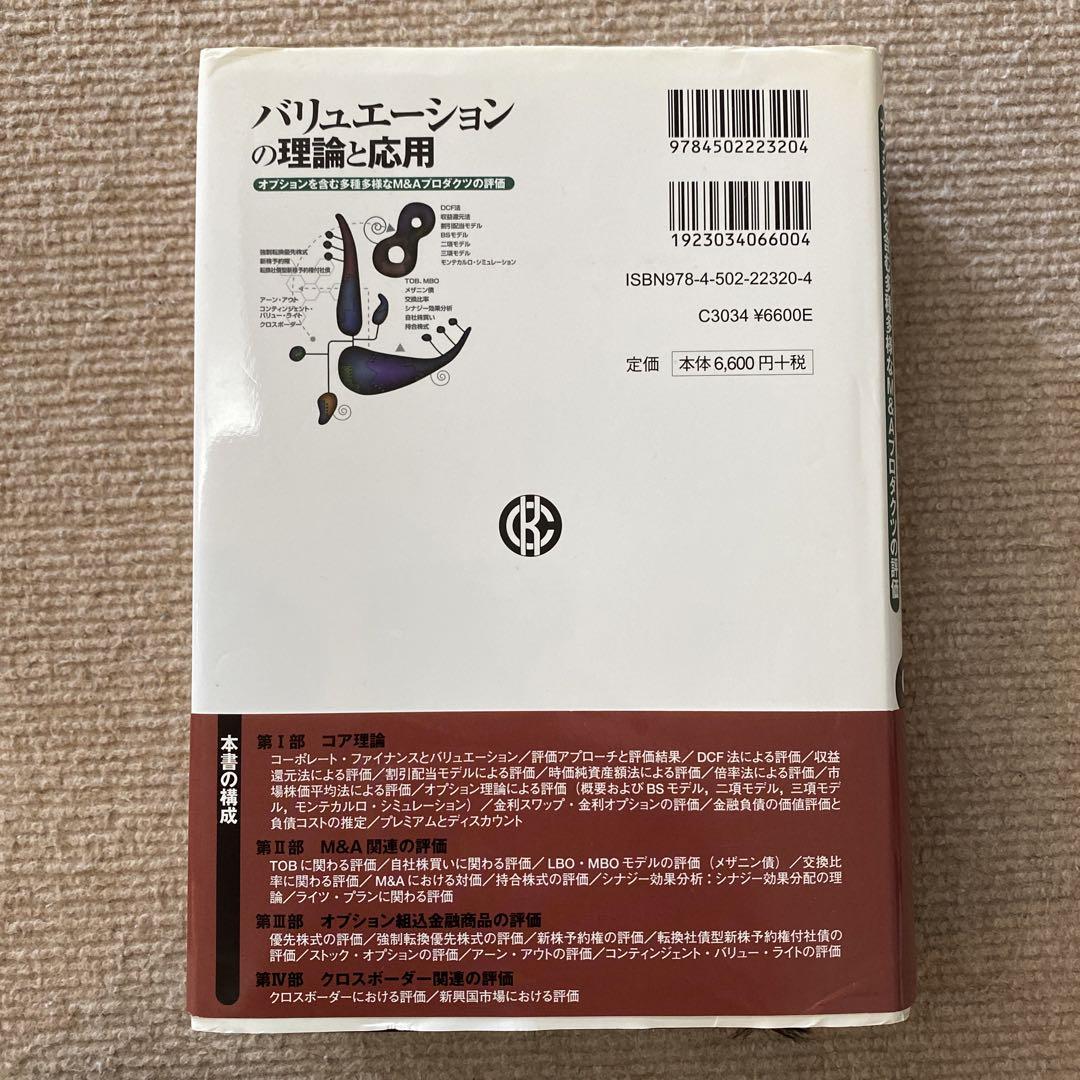 バリュエーション
の理論と応用
オプションを含む多種多様なM&Aプロダクツの評価
DCF法
収益還元法
割引配当モデル
BSモデル
二項モデル
三項モデル
モンテカルロ・シミュレーション
強制転換優先株式
新株予約権
転換社債型新株予約権付社債
TOB、MBO
メザニン債
交換比率
シナジー効果分析
自社株買い
持合株式
アーン・アウト
コンティンジェント・
バリュー・ライト
クロスボーダー
9784502223204
1923034066004
ISBN978-4-502-22320-4
C3034 ¥6600E
定価 本体6,600円+税
CKC
本書の構成
第Ⅰ部 コア理論
コーポレート・ファイナンスとバリュエーション/評価アプローチと評価結果/DCF法による評価/収益
還元法による評価/割引配当モデルによる評価/時価純資産額法による評価/倍率法による評価/市
場株価平均法による評価/オプション理論による評価(概要およびBSモデル,二項モデル,三項モデ
ル,モンテカルロ・シミュレーション)/金利スワップ・金利オプションの評価/金融負債の価値評価と
負債コストの推定/プレミアムとディスカウント
第Ⅱ部 M&A関連の評価
TOBに関わる評価/自社株買いに関わる評価/LBO・MBOモデルの評価(メザニン債)/交換比
率に関わる評価/M&Aにおける対価/持合株式の評価/シナジー効果分析:シナジー効果分配の理
論/ライツ・プランに関わる評価
第Ⅲ部 オプション組込金融商品の評価
優先株式の評価/強制転換優先株式の評価/新株予約権の評価/転換社債型新株予約権付社債の
評価/ストック・オプションの評価/アーン・アウトの評価/コンティンジェント・バリュー・ライトの評価
第Ⅳ部 クロスボーダー関連の評価
クロスボーダーにおける評価/新興国市場における評価
オプションを含む多種多様なM&Aプロダクツの評価